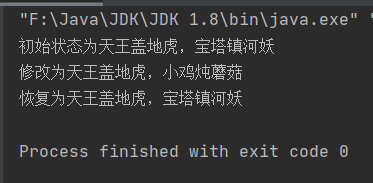 "F:\Java\JDK\JDK 1.8\bin\java.exe"
初始状态为天王盖地虎，宝塔镇河妖
修改为天王盖地虎，小鸡炖蘑菇
恢复为天王盖地虎，宝塔镇河妖
Process finished with exit code 0